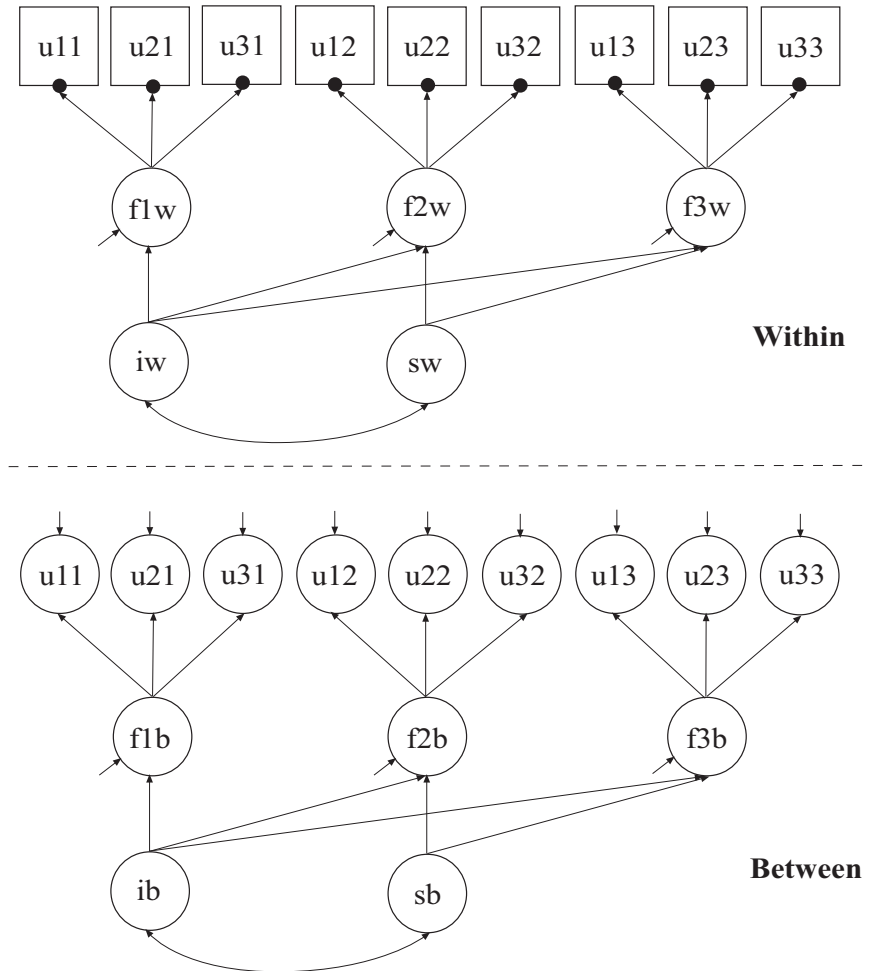 u11 u21 u31 u12 u22 u32 u13 u23 u33
f1w f2w f3w
iw sw
Within
u11 u21 u31 u12 u22 u32 u13 u23 u33
f1b f2b f3b
ib sb
Between